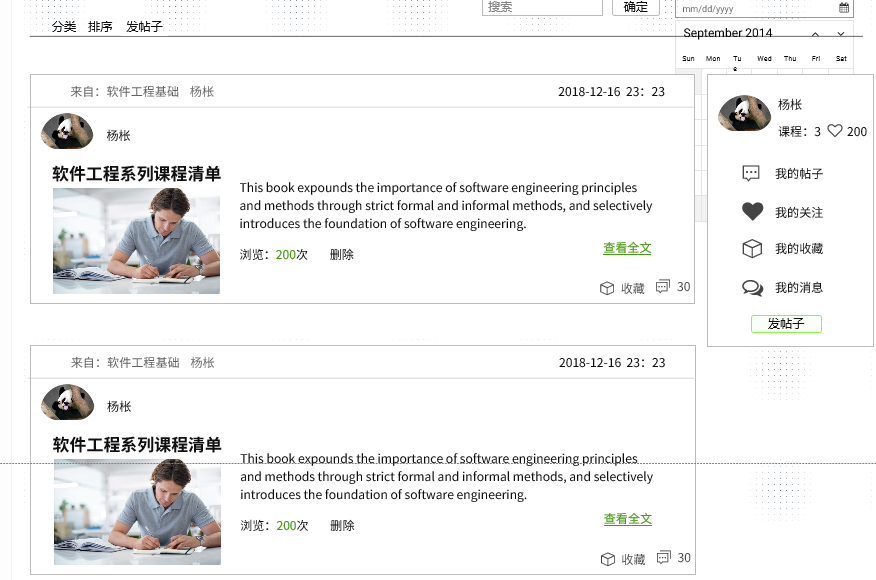 搜索
确定
mm/dd/yyyy
分类 排序 发帖子
September 2014
Sun Mon Tue Wed Thu Fri Sat
来自：软件工程基础 杨枨
2018-12-16 23：23
杨枨
软件工程系列课程清单
This book expounds the importance of software engineering principles
and methods through strict formal and informal methods, and selectively
introduces the foundation of software engineering.
浏览：200次 删除
查看全文
收藏 30
杨枨
课程：3 200
我的帖子
我的关注
我的收藏
我的消息
发帖子
来自：软件工程基础 杨枨
2018-12-16 23：23
杨枨
软件工程系列课程清单
This book expounds the importance of software engineering principles
and methods through strict formal and informal methods, and selectively
introduces the foundation of software engineering.
浏览：200次 删除
查看全文
收藏 30